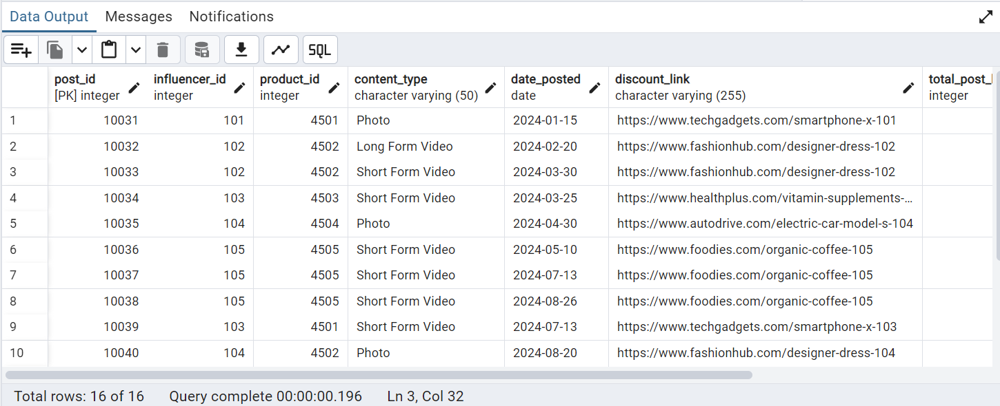 Data Output Messages Notifications
SQL
post_id influencer_id product_id content_type date_posted discount_link total_post_
[PK] integer integer integer character varying (50) date character varying (255) integer
1 10031 101 4501 Photo 2024-01-15 https://www.techgadgets.com/smartphone-x-101
2 10032 102 4502 Long Form Video 2024-02-20 https://www.fashionhub.com/designer-dress-102
3 10033 102 4502 Short Form Video 2024-03-30 https://www.fashionhub.com/designer-dress-102
4 10034 103 4503 Short Form Video 2024-03-25 https://www.healthplus.com/vitamin-supplements-...
5 10035 104 4504 Photo 2024-04-30 https://www.autodrive.com/electric-car-model-s-104
6 10036 105 4505 Short Form Video 2024-05-10 https://www.foodies.com/organic-coffee-105
7 10037 105 4505 Short Form Video 2024-07-13 https://www.foodies.com/organic-coffee-105
8 10038 105 4505 Short Form Video 2024-08-26 https://www.foodies.com/organic-coffee-105
9 10039 103 4501 Short Form Video 2024-07-13 https://www.techgadgets.com/smartphone-x-103
10 10040 104 4502 Photo 2024-08-20 https://www.fashionhub.com/designer-dress-104
Total rows: 16 of 16 Query complete 00:00:00.196 Ln 3, Col 32